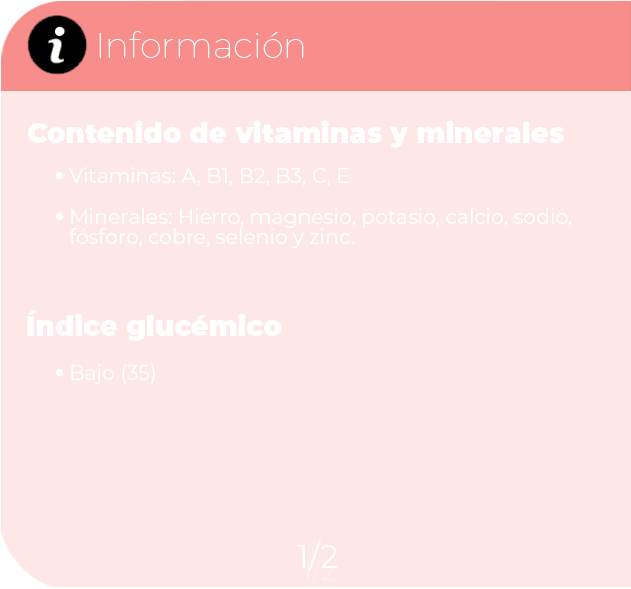 i Información
Contenido de vitaminas y minerales
• Vitaminas: A, B1, B2, B3, C, E
• Minerales: Hierro, magnesio, potasio, calcio, sodio,
fósforo, cobre, selenio y zinc.
Índice glucémico
• Bajo (35)
1/2